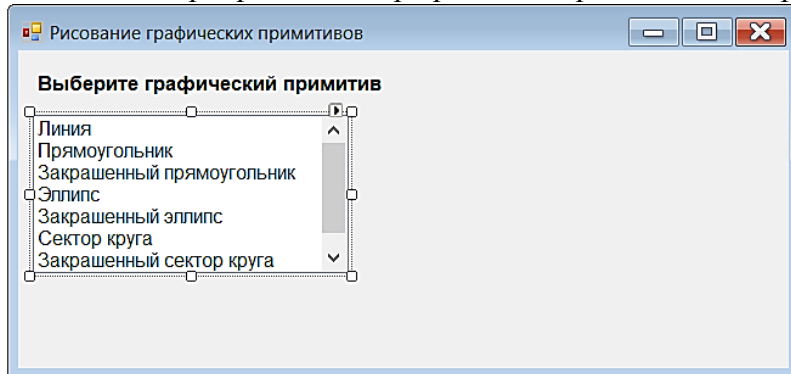 Рисование графических примитивов
Выберите графический примитив
Линия
Прямоугольник
Закрашенный прямоугольник
Эллипс
Закрашенный эллипс
Сектор круга
Закрашенный сектор круга